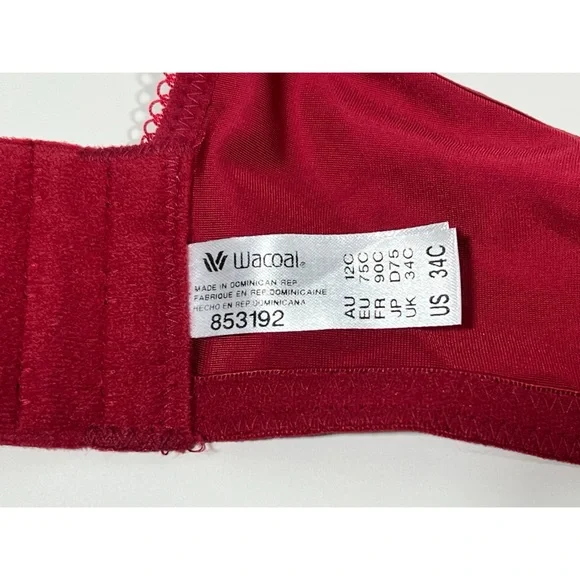 Wacoal®
MADE IN DOMINICAN REP.
FABRIQUE EN REP. DOMINICAINE
HECHO EN REP. DOMINICANA
853192
AU 12C
EU 75C
FR 90C
JP D75
UK 34C
US 34C